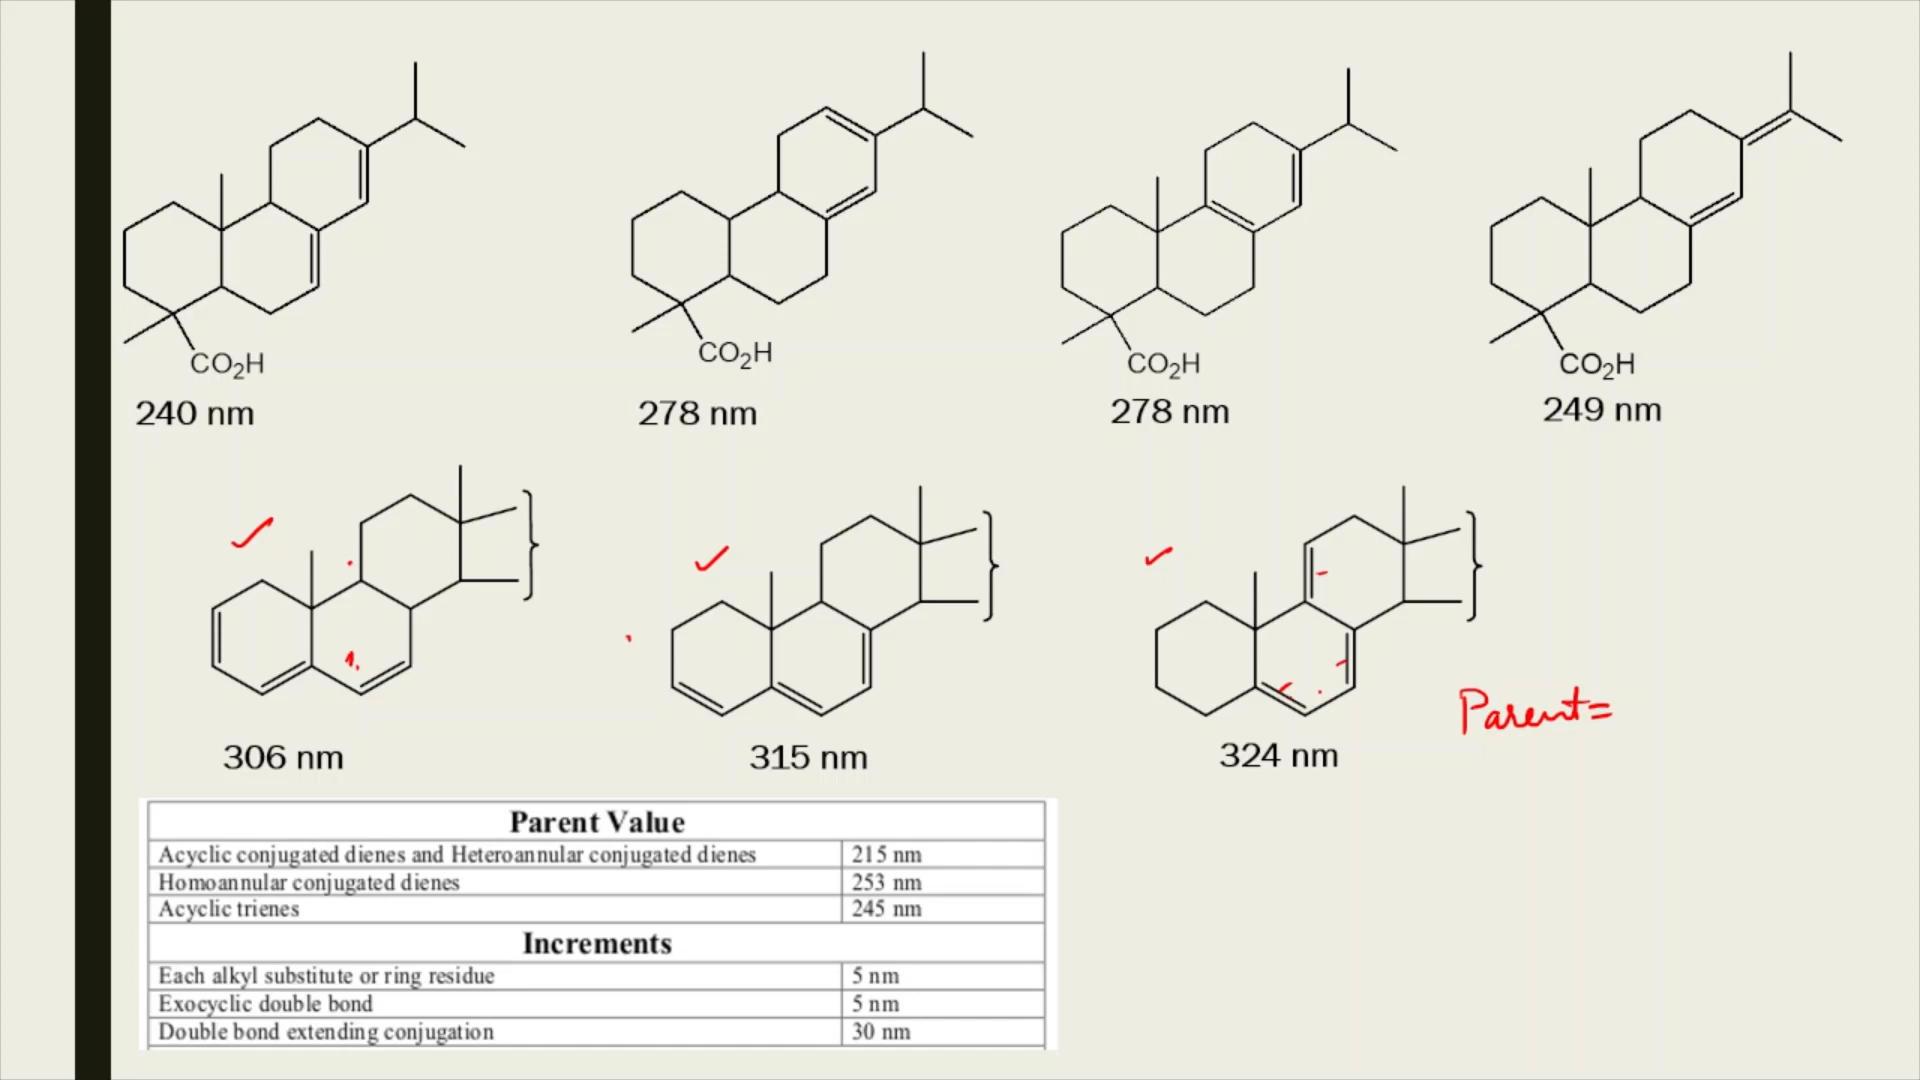 CO₂H
CO₂H
CO₂H
CO₂H
240 nm
278 nm
278 nm
249 nm
Parent=
306 nm
315 nm
324 nm
Parent Value
Acyclic conjugated dienes and Heteroannular conjugated dienes 215 nm
Homoannular conjugated dienes 253 nm
Acyclic trienes 245 nm
Increments
Each alkyl substitute or ring residue 5 nm
Exocyclic double bond 5 nm
Double bond extending conjugation 30 nm